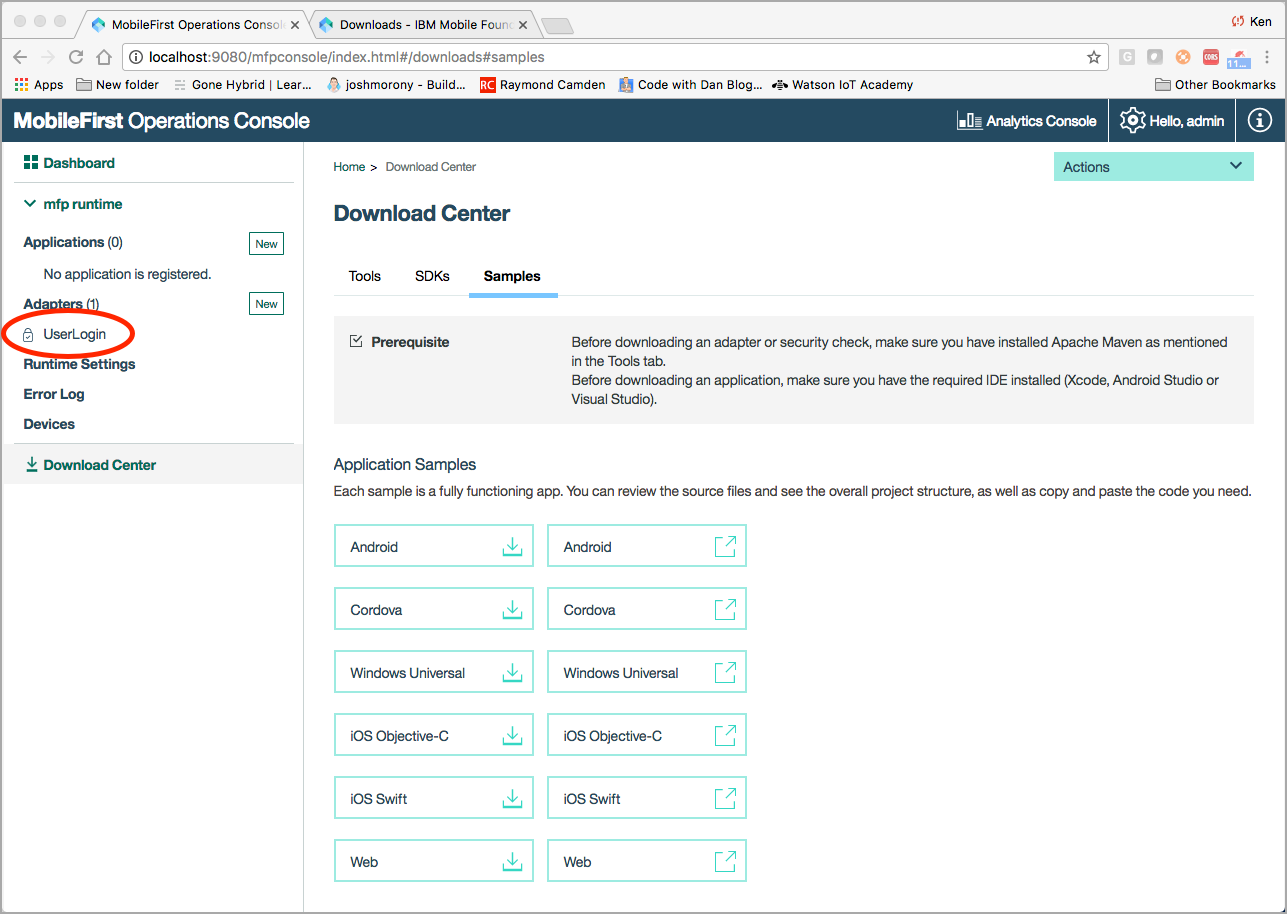 MobileFirst Operations Consol
Downloads - IBM Mobile Foun
Ken
localhost:9080/mfpconsole/index.html#/downloads#samples
G
CORS
11...
Apps
New folder
Gone Hybrid | Lear...
joshmorony - Build...
RC
Raymond Camden
Code with Dan Blog...
Watson IoT Academy
Other Bookmarks
MobileFirst Operations Console
Analytics Console
Hello, admin
Dashboard
mfp runtime
Applications (0)
New
No application is registered.
Adapters (1)
New
UserLogin
Runtime Settings
Error Log
Devices
Download Center
Home > Download Center
Actions
Download Center
Tools
SDKs
Samples
Prerequisite
Before downloading an adapter or security check, make sure you have installed Apache Maven as mentioned
in the Tools tab.
Before downloading an application, make sure you have the required IDE installed (Xcode, Android Studio or
Visual Studio).
Application Samples
Each sample is a fully functioning app. You can review the source files and see the overall project structure, as well as copy and paste the code you need.
Android
Android
Cordova
Cordova
Windows Universal
Windows Universal
iOS Objective-C
iOS Objective-C
iOS Swift
iOS Swift
Web
Web